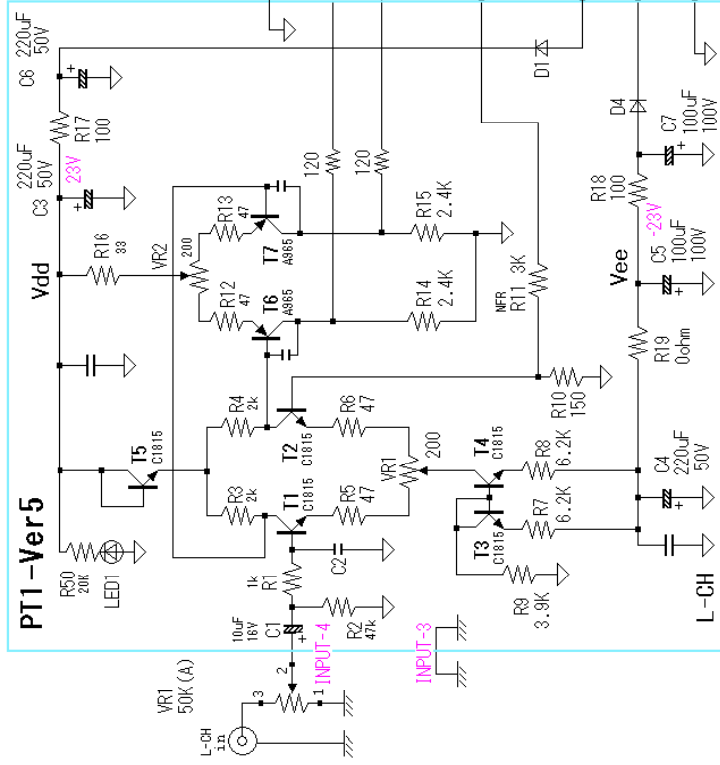 PT1-Ver5
R50
20K
LED1
T5
C1815
Vdd
C3
220uF
50V
+
23V
R17
100
C6
220uF
50V
+
R16
33
VR2
200
R12
47
R13
47
T6
A965
T7
A965
120
120
R14
2.4K
R15
2.4K
R3
2k
R4
2k
T1
C1815
T2
C1815
R5
47
R6
47
VR1
200
NFR
R11
3K
R10
150
D1
D4
VR1
50K(A)
L-CH
in
3
2
1
10uF
16V
C1
+
INPUT-4
R1
1k
R2
47k
C2
INPUT-3
R9
3.9K
T3
C1815
T4
C1815
R7
6.2K
R8
6.2K
L-CH
C4
220uF
50V
+
R19
0ohm
Vee
C5
100uF
100V
+
-23V
R18
100
C7
100uF
100V
+